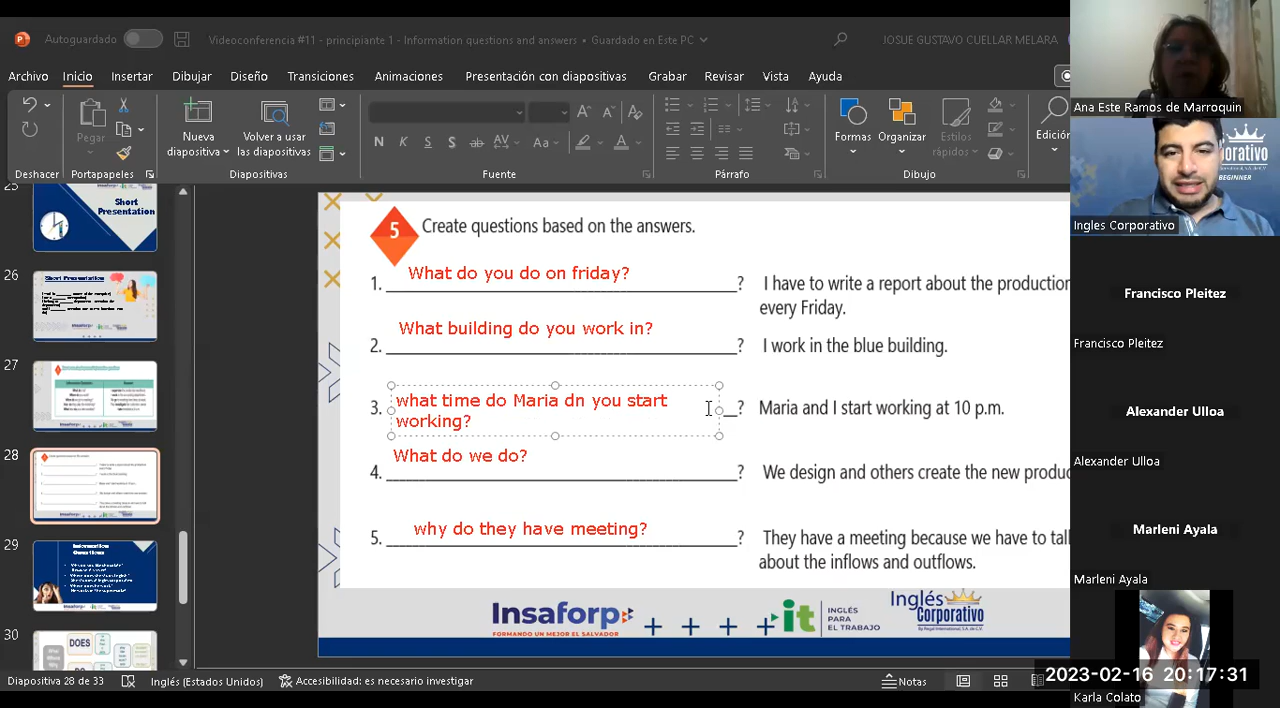 Autoguardado
Videoconferencia #11 - principiante 1 - Information questions and answers • Guardado en Este PC
JOSUE GUSTAVO CUELLAR MELARA
Archivo Inicio Insertar Dibujar Diseño Transiciones Animaciones Presentación con diapositivas Grabar Revisar Vista Ayuda
Pegar
Nueva
diapositiva
Volver a usar
las diapositivas
N K S S ab AV Aa A
Formas Organizar Estilos
rápidos
Edición
Deshacer Portapapeles Diapositivas Fuente Párrafo Dibujo
25
Short
Presentation
26
Short Presentation
27
28
29
Information
Questions
30
DOES
DO
5
Create questions based on the answers.
What do you do on friday?
1. ? I have to write a report about the production
every Friday.
What building do you work in?
2. ? I work in the blue building.
what time do Maria dn you start
working?
3. ? Maria and I start working at 10 p.m.
What do we do?
4. ? We design and others create the new produ
why do they have meeting?
5. ? They have a meeting because we have to tal
about the inflows and outflows.
Insaforp
FORMANDO UN MEJOR EL SALVADOR
it
INGLÉS
PARA
EL TRABAJO
Inglés
Corporativo
Diapositiva 28 de 33 Inglés (Estados Unidos) Accesibilidad: es necesario investigar Notas
Ana Este Ramos de Marroquin
orporativo
BEGINNER
Ingles Corporativo
Francisco Pleitez
Francisco Pleitez
Alexander Ulloa
Alexander Ulloa
Marleni Ayala
Marleni Ayala
2023-02-16 20:17:31
Karla Colato